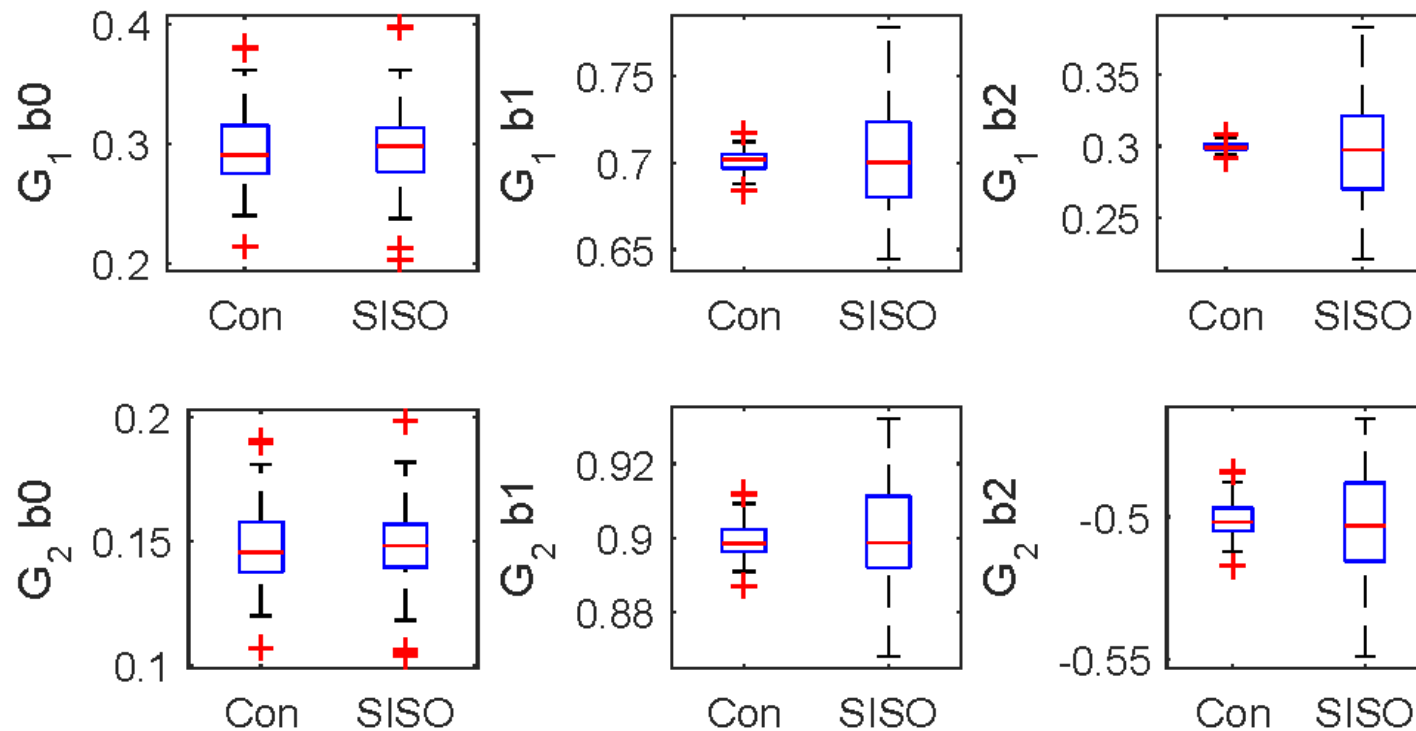 G1 b0
0.4
0.3
0.2
Con SISO
G1 b1
0.75
0.7
0.65
Con SISO
G1 b2
0.35
0.3
0.25
Con SISO
G2 b0
0.2
0.15
0.1
Con SISO
G2 b1
0.92
0.9
0.88
Con SISO
G2 b2
-0.5
-0.55
Con SISO